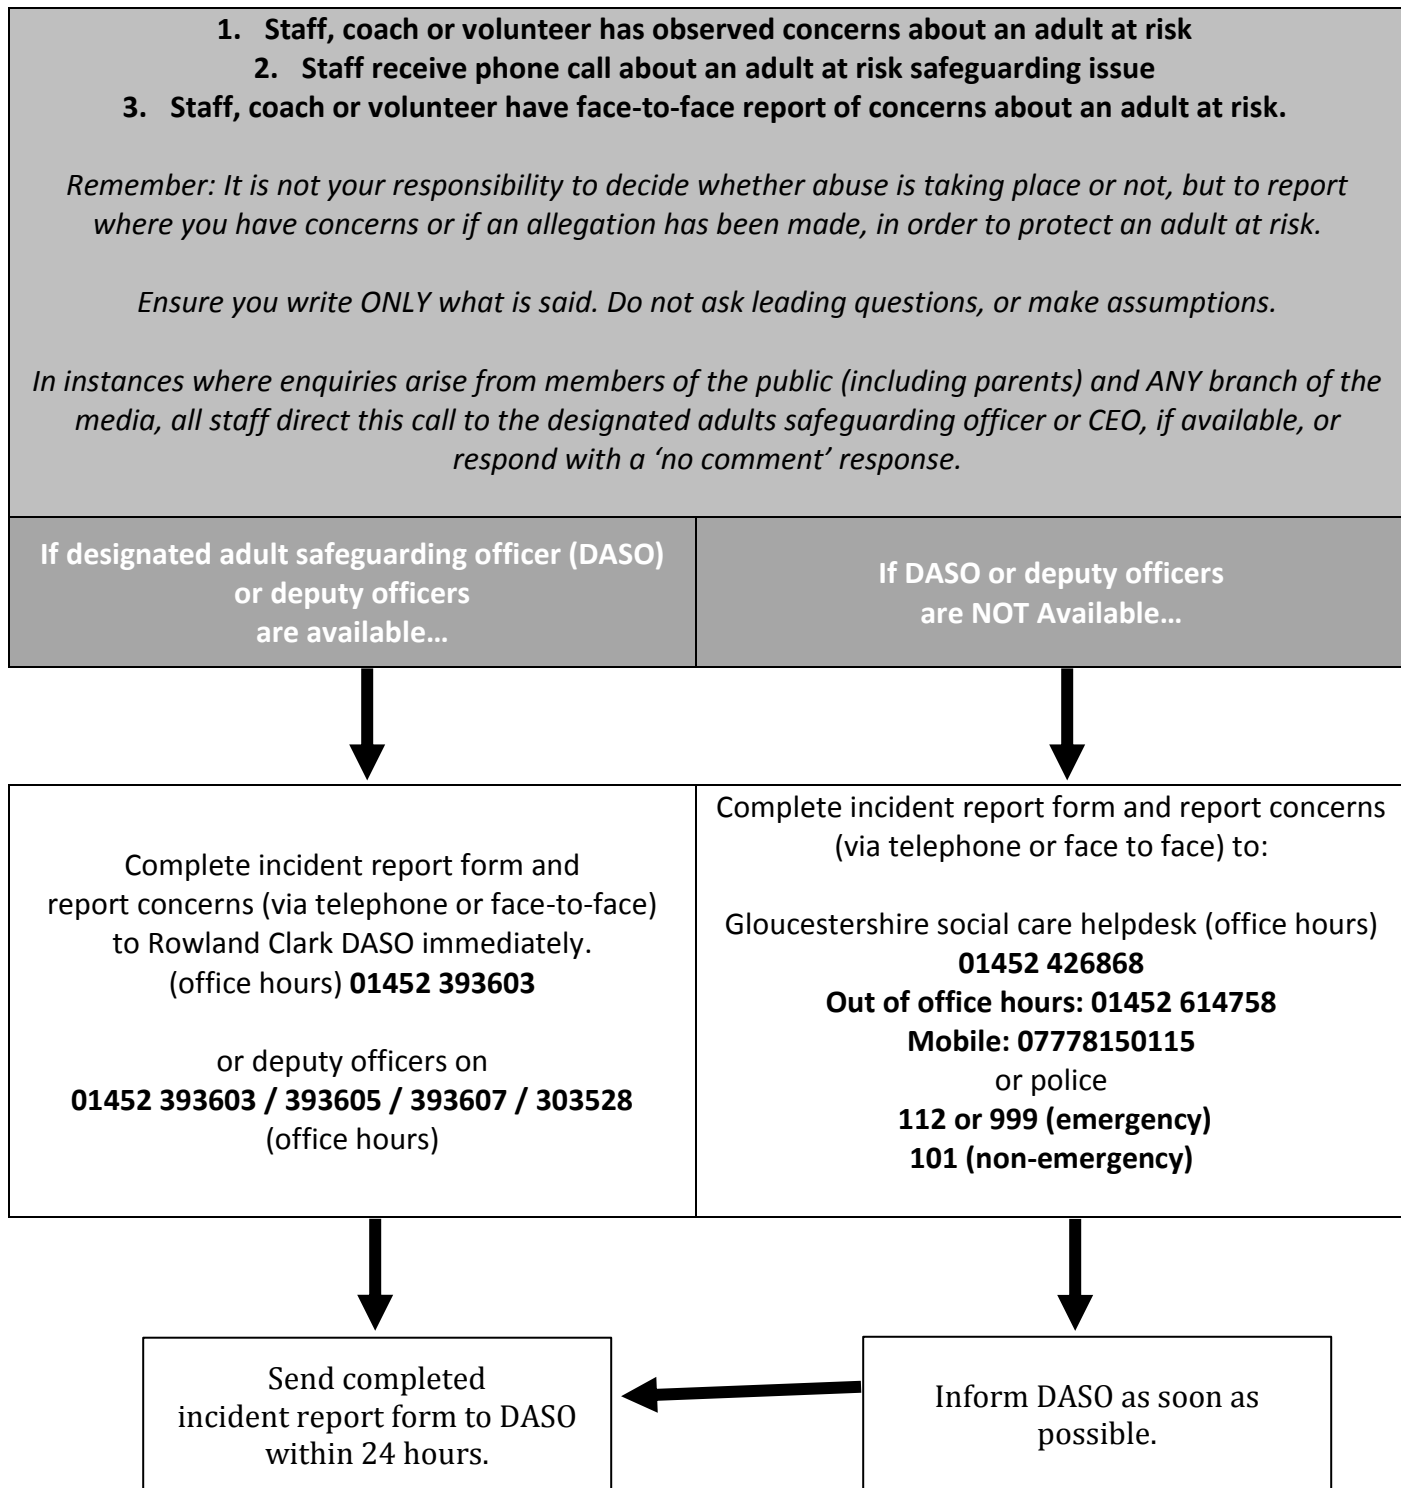 1. Staff, coach or volunteer has observed concerns about an adult at risk
2. Staff receive phone call about an adult at risk safeguarding issue
3. Staff, coach or volunteer have face-to-face report of concerns about an adult at risk.
Remember: It is not your responsibility to decide whether abuse is taking place or not, but to report
where you have concerns or if an allegation has been made, in order to protect an adult at risk.
Ensure you write ONLY what is said. Do not ask leading questions, or make assumptions.
In instances where enquiries arise from members of the public (including parents) and ANY branch of the
media, all staff direct this call to the designated adults safeguarding officer or CEO, if available, or
respond with a ‘no comment’ response.
If designated adult safeguarding officer (DASO)
or deputy officers
are available…
If DASO or deputy officers
are NOT Available…
Complete incident report form and
report concerns (via telephone or face-to-face)
to Rowland Clark DASO immediately.
(office hours) 01452 393603
or deputy officers on
01452 393603 / 393605 / 393607 / 303528
(office hours)
Complete incident report form and report concerns
(via telephone or face to face) to:
Gloucestershire social care helpdesk (office hours)
01452 426868
Out of office hours: 01452 614758
Mobile: 07778150115
or police
112 or 999 (emergency)
101 (non-emergency)
Send completed
incident report form to DASO
within 24 hours.
Inform DASO as soon as
possible.